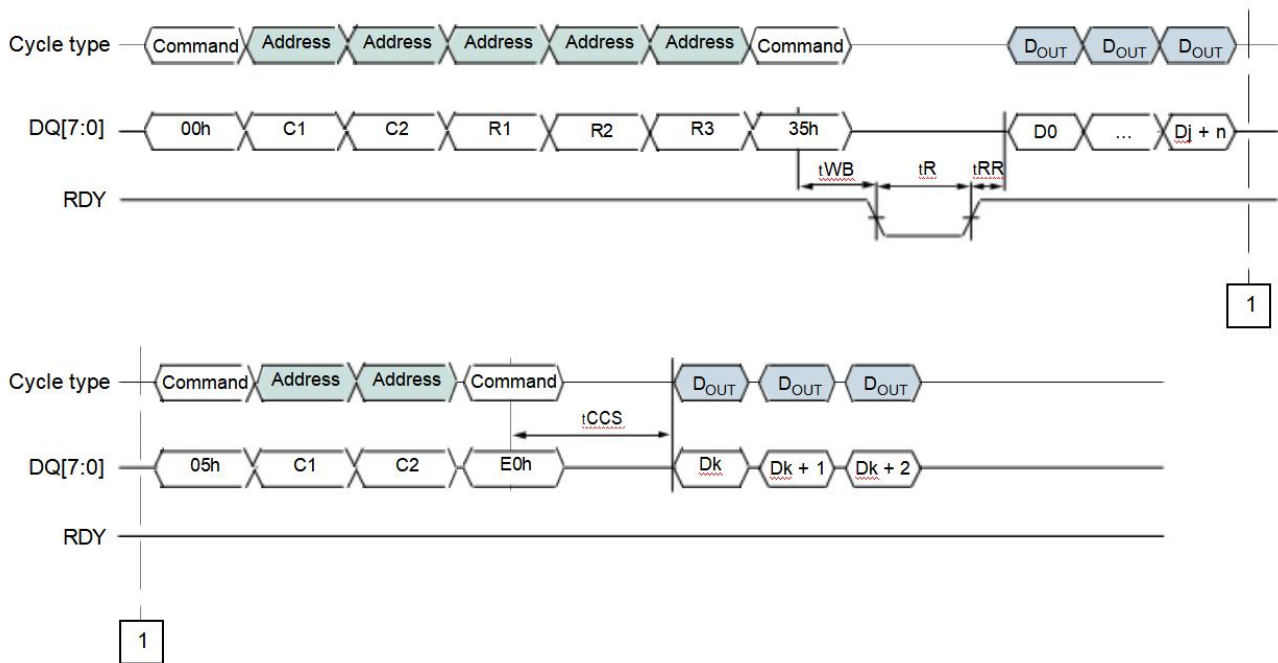 Cycle type Command Address Address Address Address Address Command DOUT DOUT DOUT
DQ[7:0] 00h C1 C2 R1 R2 R3 35h D0 ... Dj + n
tWB tR tRR
RDY
1
Cycle type Command Address Address Command DOUT DOUT DOUT
tCCS
DQ[7:0] 05h C1 C2 E0h Dk Dk + 1 Dk + 2
RDY
1